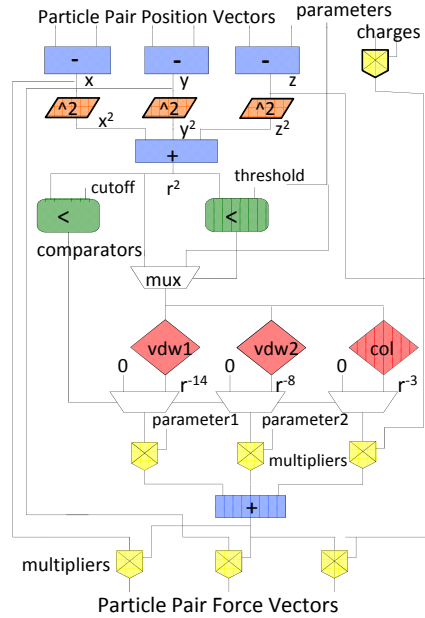 Particle Pair Position Vectors
parameters
charges
- - -
x y z
^2 ^2 ^2
x² y² z²
+
r²
cutoff
threshold
< <
comparators
mux
vdw1 vdw2 col
0 0 0
r⁻¹⁴ r⁻⁸ r⁻³
parameter1 parameter2
multipliers
+
multipliers
Particle Pair Force Vectors